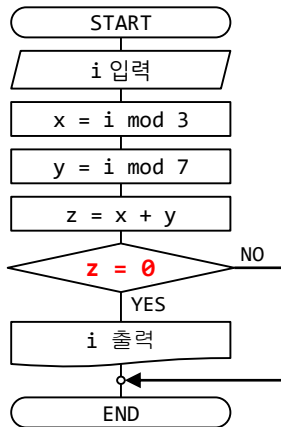 START
i 입력
x = i mod 3
y = i mod 7
z = x + y
z = 0
NO
YES
i 출력
END